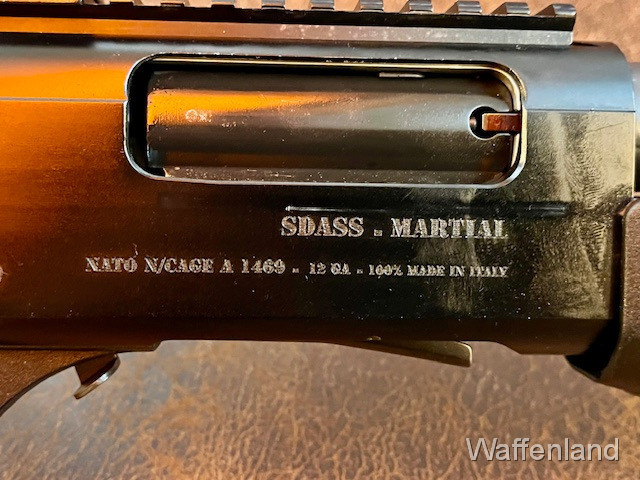 SDASS - MARTIAL
NATO N/CAGE A 1469 - 12 GA - 100% MADE IN ITALY
Waffenland